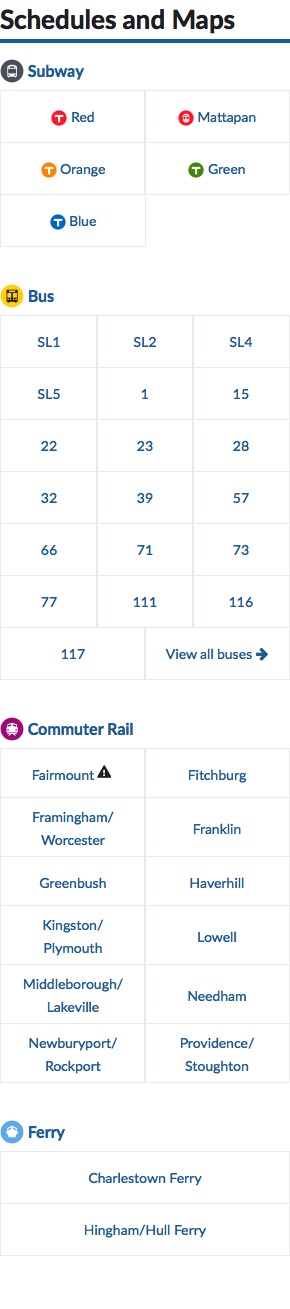 Schedules and Maps
Subway
Red
Mattapan
Orange
Green
Blue
Bus
SL1
SL2
SL4
SL5
1
15
22
23
28
32
39
57
66
71
73
77
111
116
117
View all buses
Commuter Rail
Fairmount
Fitchburg
Framingham/
Worcester
Franklin
Greenbush
Haverhill
Kingston/
Plymouth
Lowell
Middleborough/
Lakeville
Needham
Newburyport/
Rockport
Providence/
Stoughton
Ferry
Charlestown Ferry
Hingham/Hull Ferry